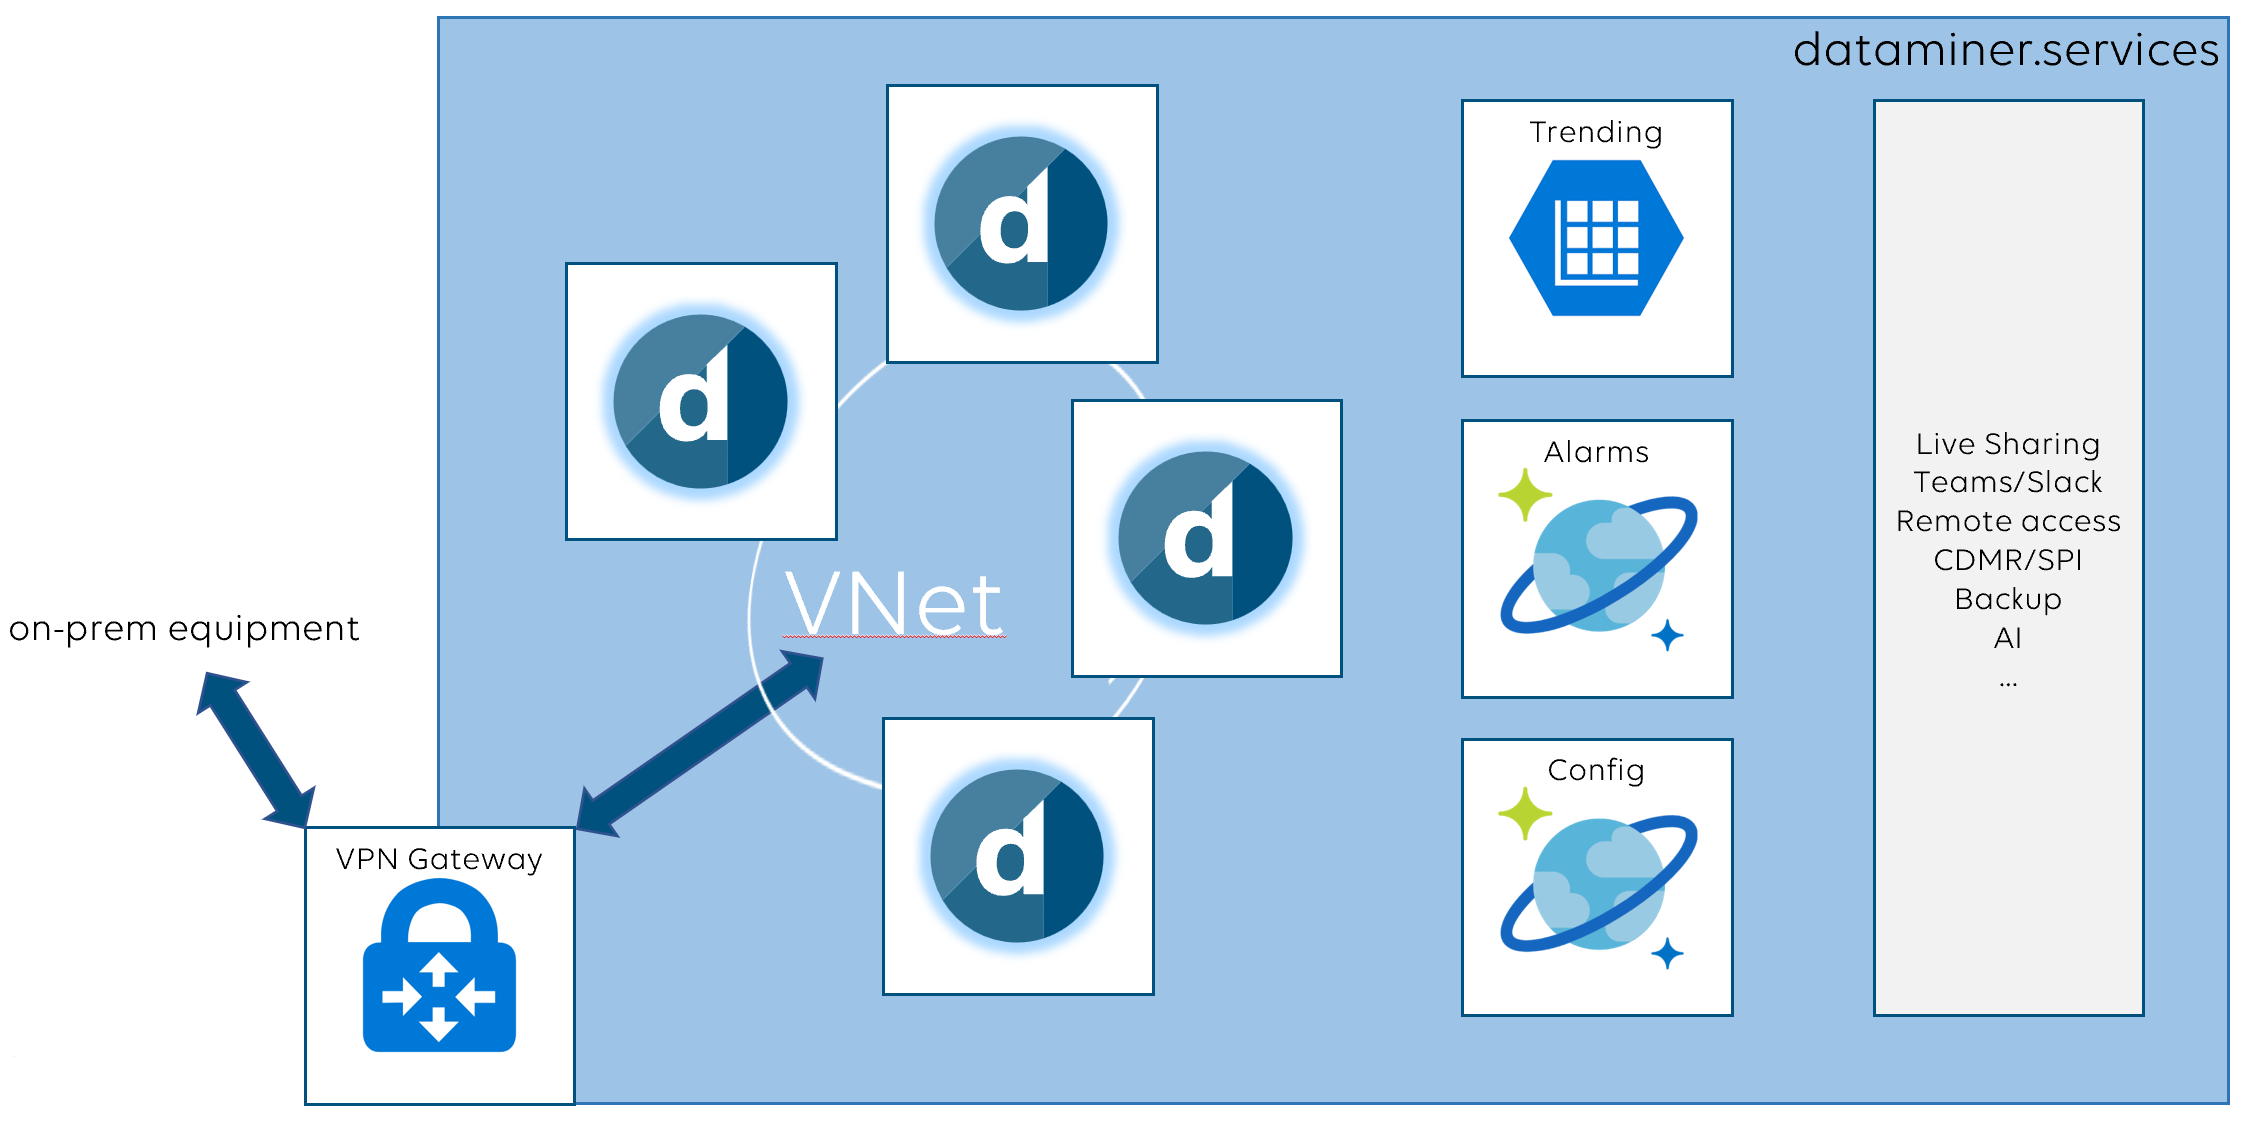 dataminer.services
d
d
d
d
VNet
on-prem equipment
VPN Gateway
Trending
Alarms
Config
Live Sharing
Teams/Slack
Remote access
CDMR/SPI
Backup
AI
...